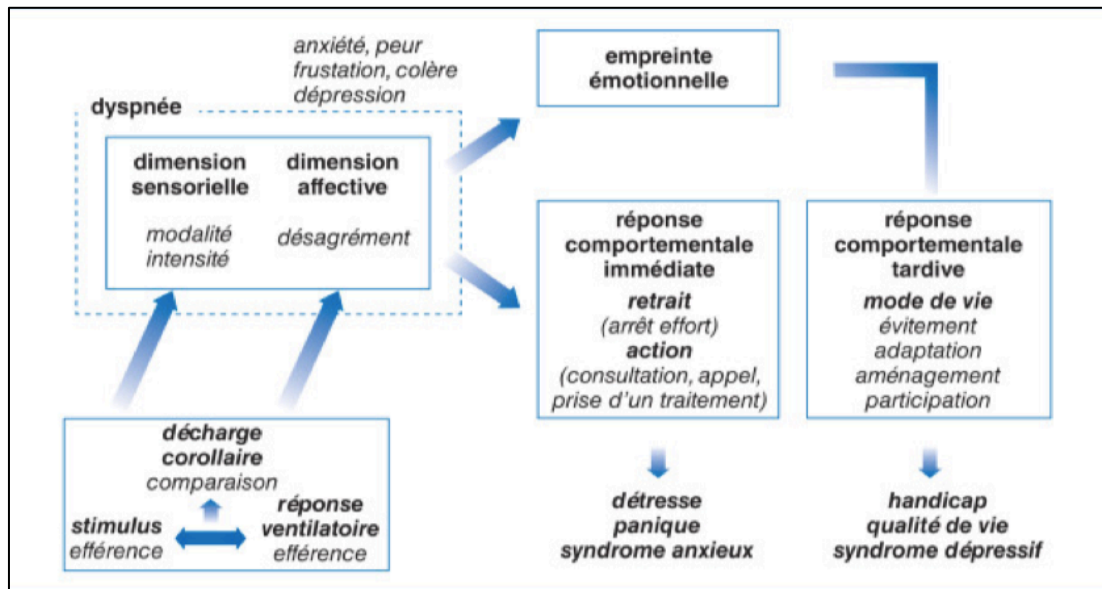 anxiété, peur
frustation, colère
dépression
dyspnée
dimension
sensorielle
modalité
intensité
dimension
affective
désagrément
décharge
corollaire
comparaison
stimulus
efférence
réponse
ventilatoire
efférence
empreinte
émotionnelle
réponse
comportementale
immédiate
retrait
(arrêt effort)
action
(consultation, appel,
prise d'un traitement)
détresse
panique
syndrome anxieux
réponse
comportementale
tardive
mode de vie
évitement
adaptation
aménagement
participation
handicap
qualité de vie
syndrome dépressif